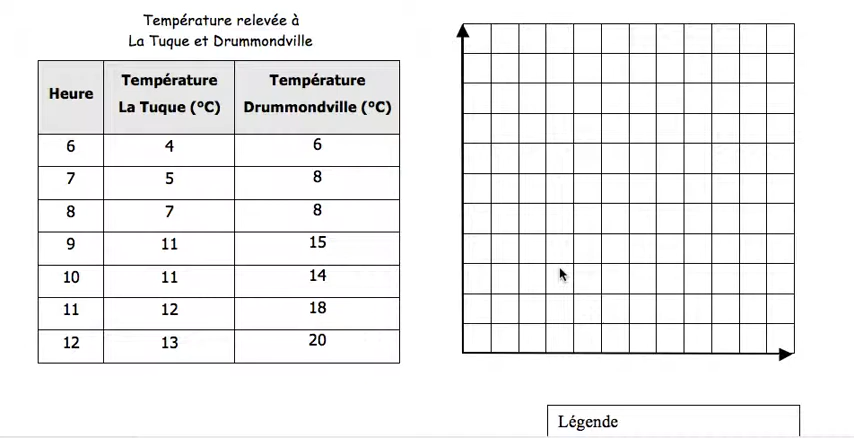 Température relevée à
La Tuque et Drummondville
Heure Température La Tuque (°C) Température Drummondville (°C)
6 4 6
7 5 8
8 7 8
9 11 15
10 11 14
11 12 18
12 13 20
Légende